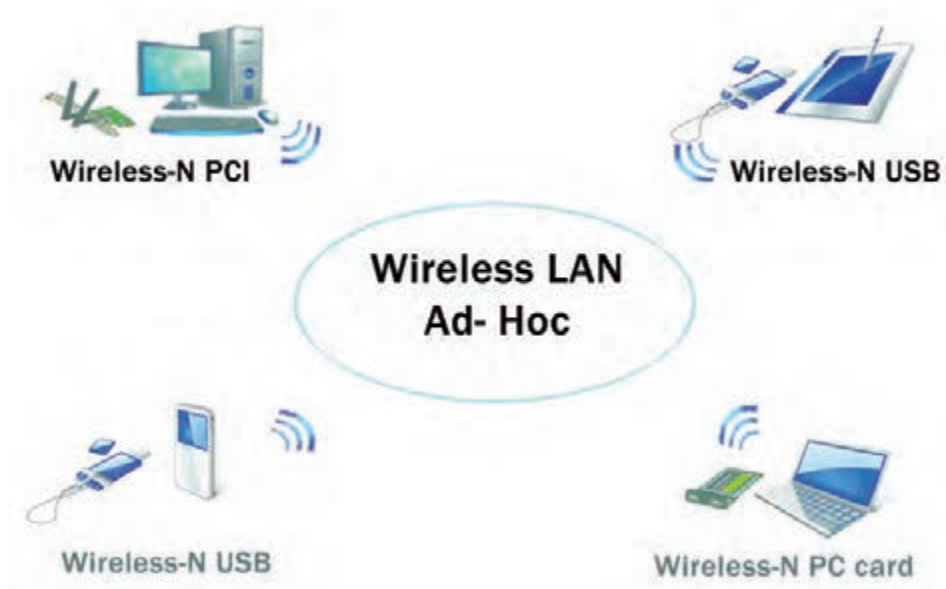 Wireless-N PCI
Wireless-N USB
Wireless LAN
Ad- Hoc
Wireless-N USB
Wireless-N PC card